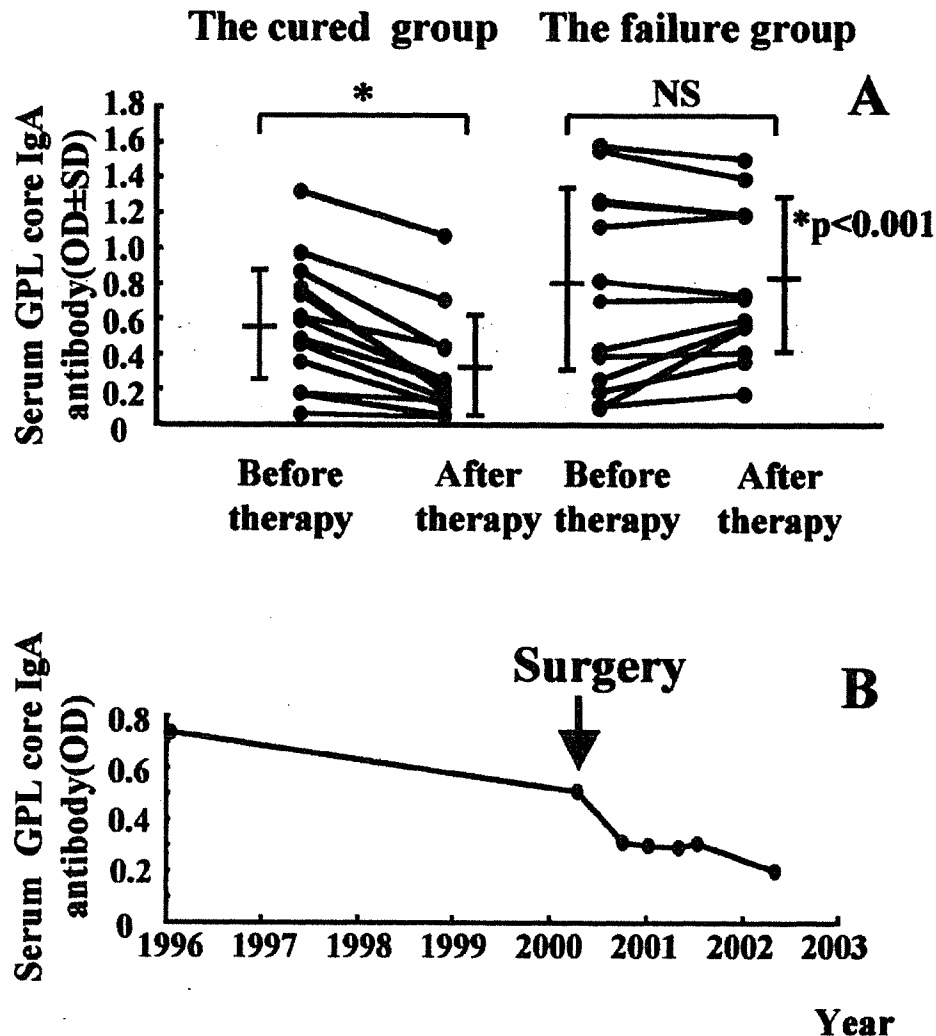 The cured group The failure group
A
* NS
Serum GPL core IgA
antibody(OD±SD)
1.8
1.6
1.4
1.2
1.0
0.8
0.6
0.4
0.2
0
*p<0.001
Before After Before After
therapy therapy therapy therapy
B
Surgery
Serum GPL core IgA
antibody(OD)
0.8
0.6
0.4
0.2
0
1996 1997 1998 1999 2000 2001 2002 2003
Year